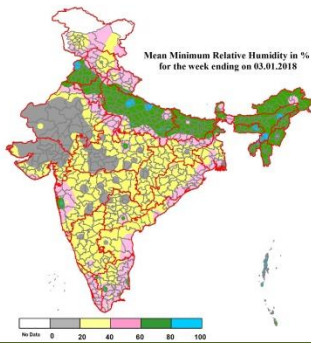 Mean Minimum Relative Humidity in %
for the week ending on 03.01.2018
No Data 0 20 40 60 80 100